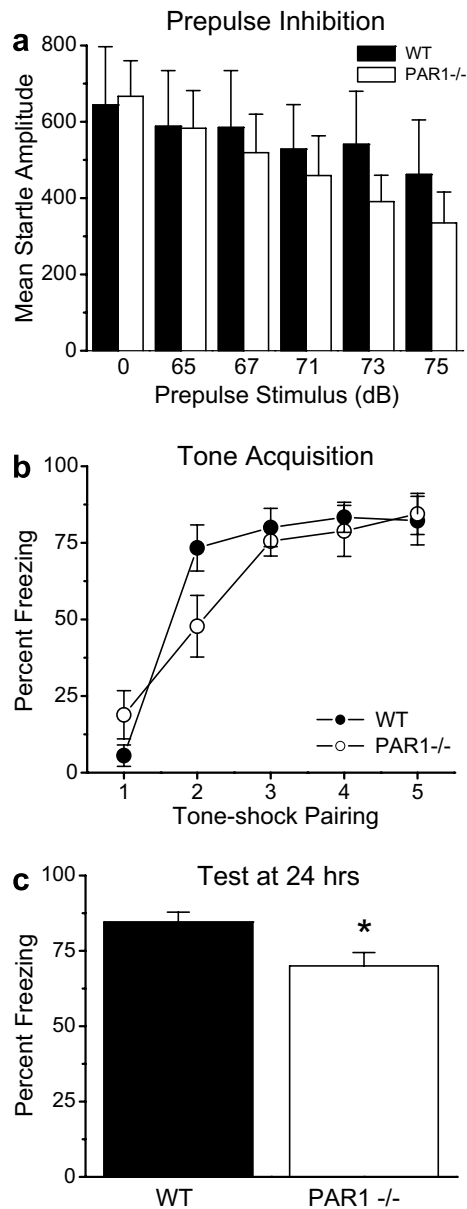 a
Prepulse Inhibition
WT
PAR1-/-
800
600
400
200
0
Mean Startle Amplitude
0 65 67 71 73 75
Prepulse Stimulus (dB)
b
Tone Acquisition
100
75
50
25
0
Percent Freezing
WT
PAR1-/-
1 2 3 4 5
Tone-shock Pairing
c
Test at 24 hrs
100
75
50
25
0
Percent Freezing
*
WT PAR1 -/-